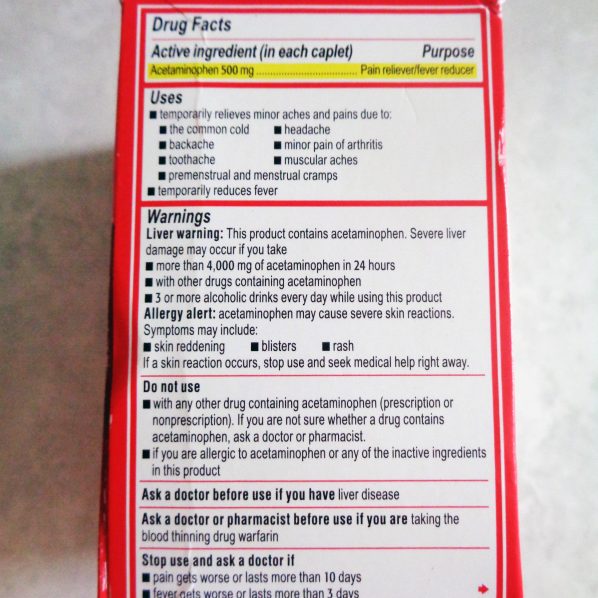 Drug Facts
Active ingredient (in each caplet) Purpose
Acetaminophen 500 mg .................................... Pain reliever/fever reducer
Uses
■ temporarily relieves minor aches and pains due to:
■ the common cold ■ headache
■ backache ■ minor pain of arthritis
■ toothache ■ muscular aches
■ premenstrual and menstrual cramps
■ temporarily reduces fever
Warnings
Liver warning: This product contains acetaminophen. Severe liver
damage may occur if you take
■ more than 4,000 mg of acetaminophen in 24 hours
■ with other drugs containing acetaminophen
■ 3 or more alcoholic drinks every day while using this product
Allergy alert: acetaminophen may cause severe skin reactions.
Symptoms may include:
■ skin reddening ■ blisters ■ rash
If a skin reaction occurs, stop use and seek medical help right away.
Do not use
■ with any other drug containing acetaminophen (prescription or
nonprescription). If you are not sure whether a drug contains
acetaminophen, ask a doctor or pharmacist.
■ if you are allergic to acetaminophen or any of the inactive ingredients
in this product
Ask a doctor before use if you have liver disease
Ask a doctor or pharmacist before use if you are taking the
blood thinning drug warfarin
Stop use and ask a doctor if
■ pain gets worse or lasts more than 10 days
■ fever gets worse or lasts more than 3 days